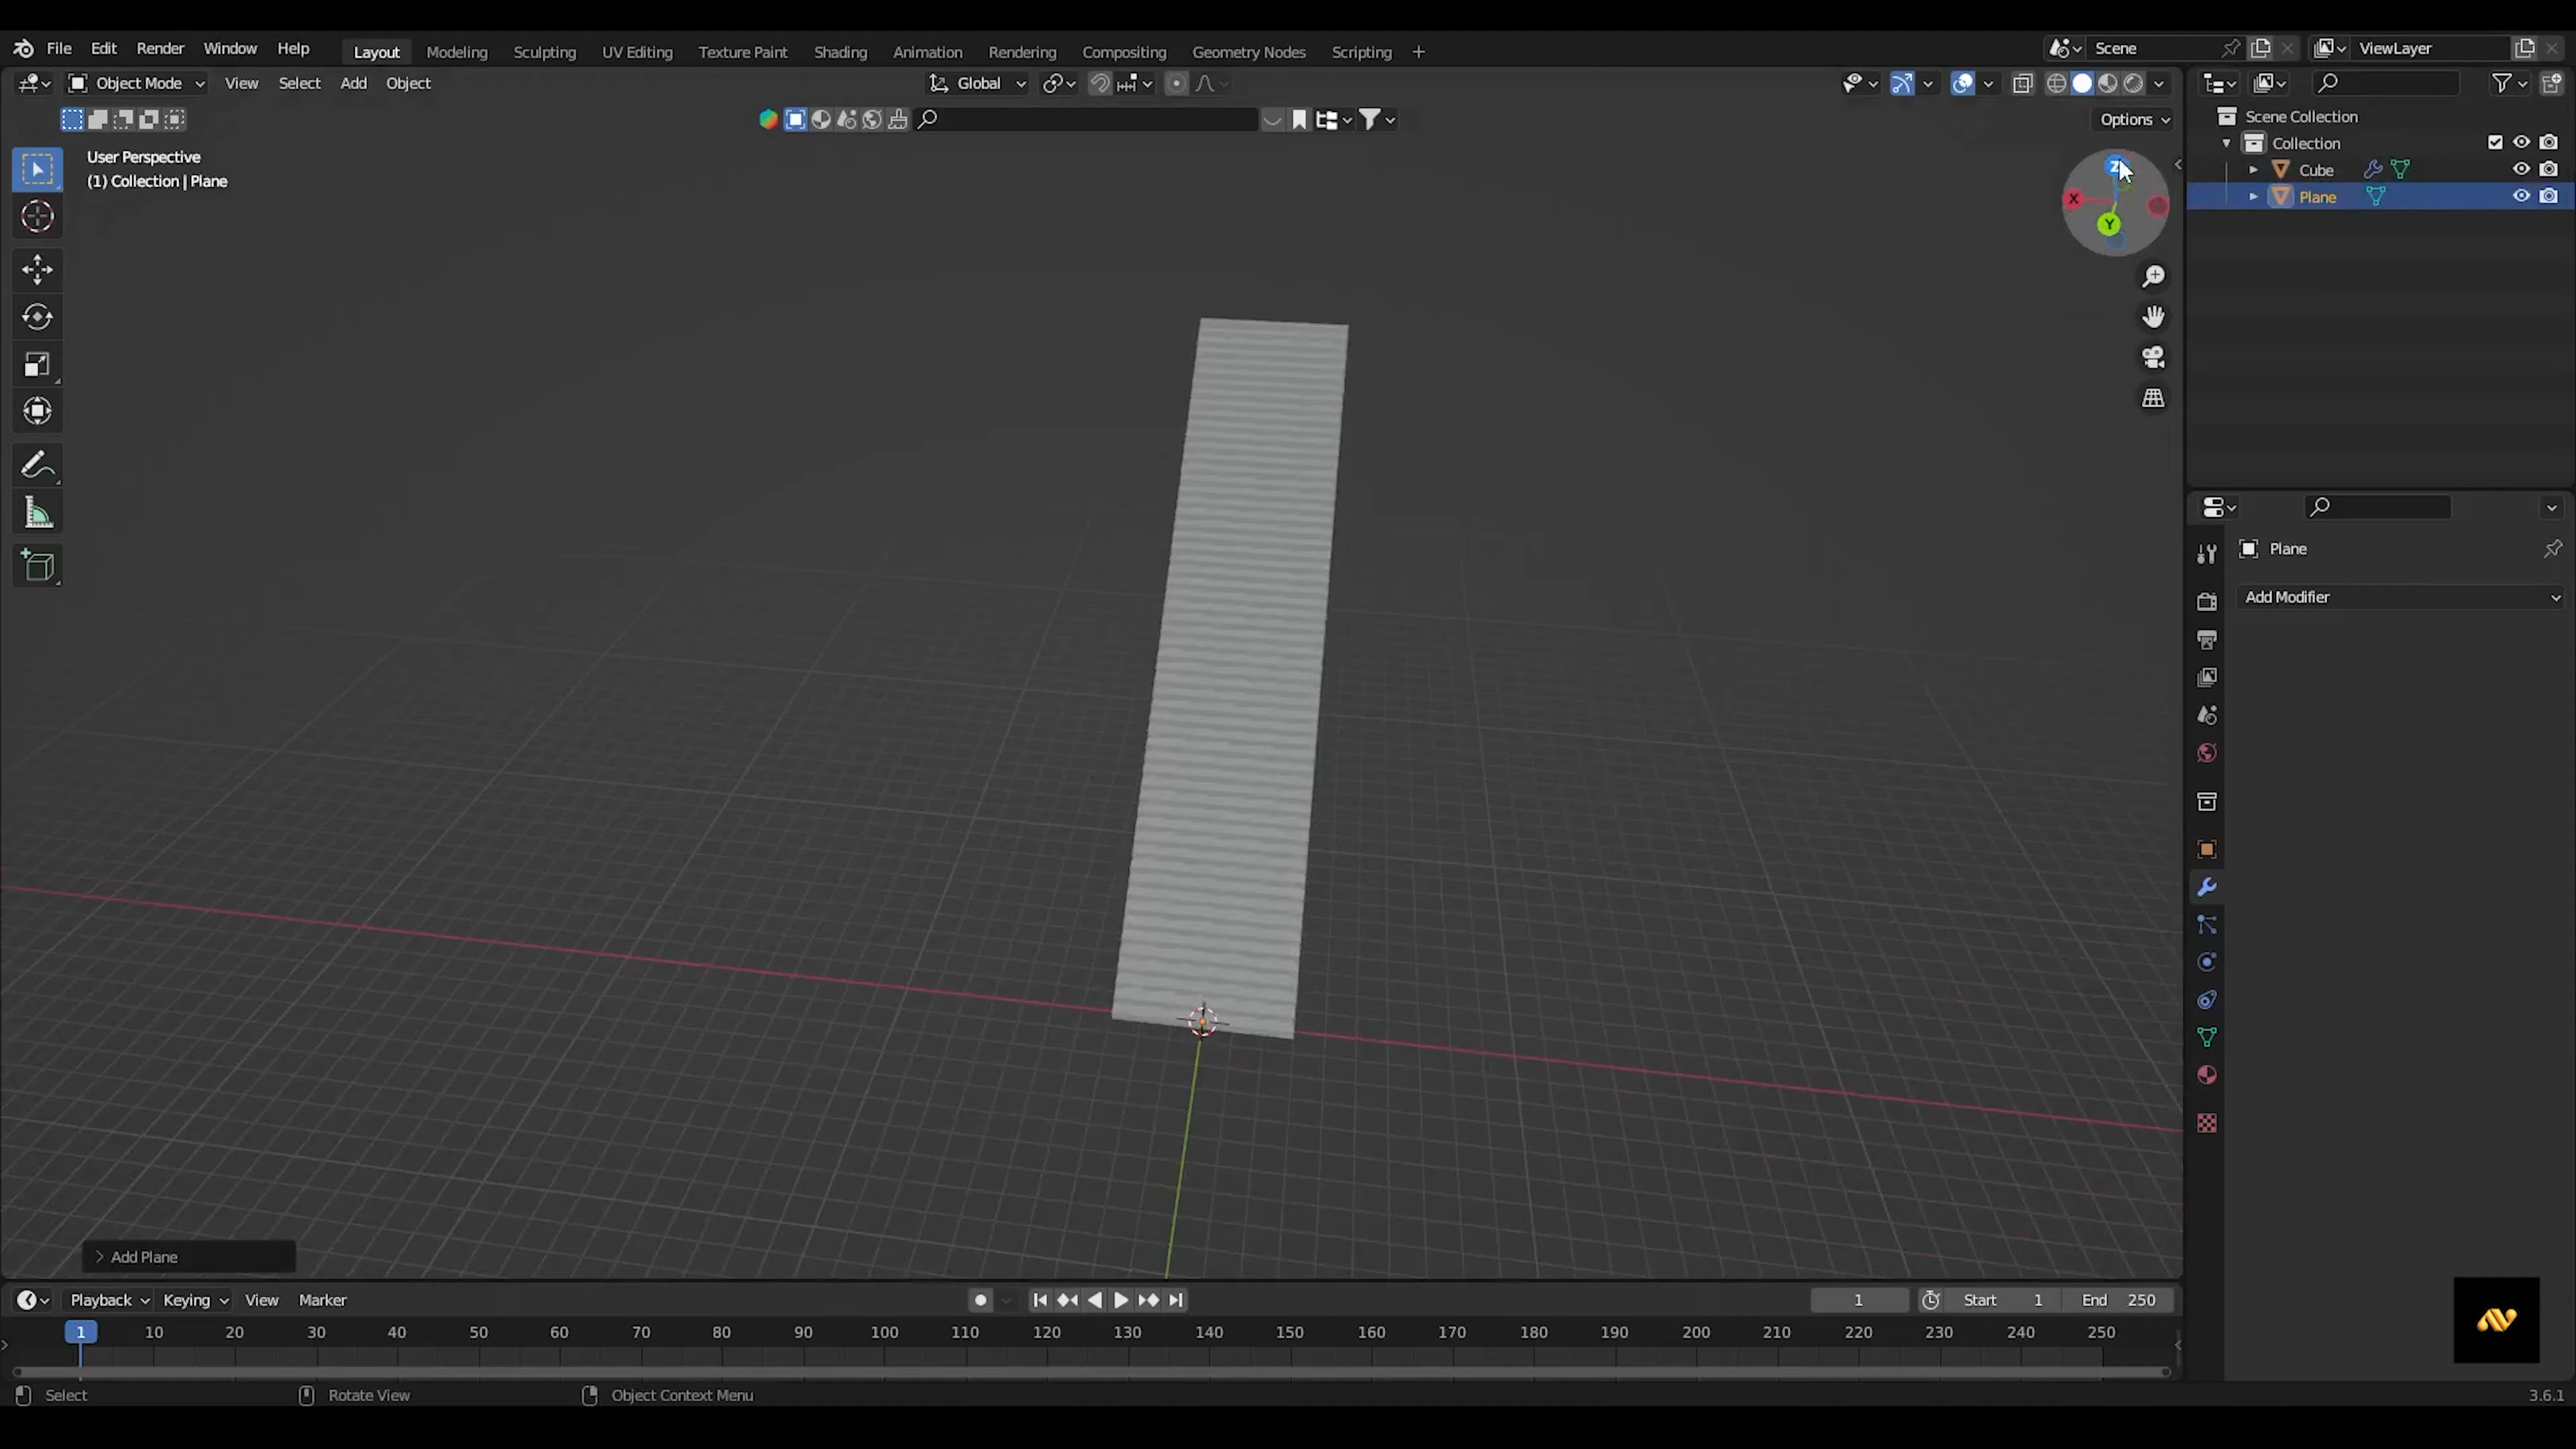 File Edit Render Window Help Layout Modeling Sculpting UV Editing Texture Paint Shading Animation Rendering Compositing Geometry Nodes Scripting + Scene ViewLayer
Object Mode View Select Add Object Global
Options
User Perspective
(1) Collection | Plane
Z
X
Y
Scene Collection
Collection
Cube
Plane
Plane
Add Modifier
Add Plane
Playback Keying View Marker 1 Start 1 End 250
1 10 20 30 40 50 60 70 80 90 100 110 120 130 140 150 160 170 180 190 200 210 220 230 240 250
Select Rotate View Object Context Menu 3.6.1